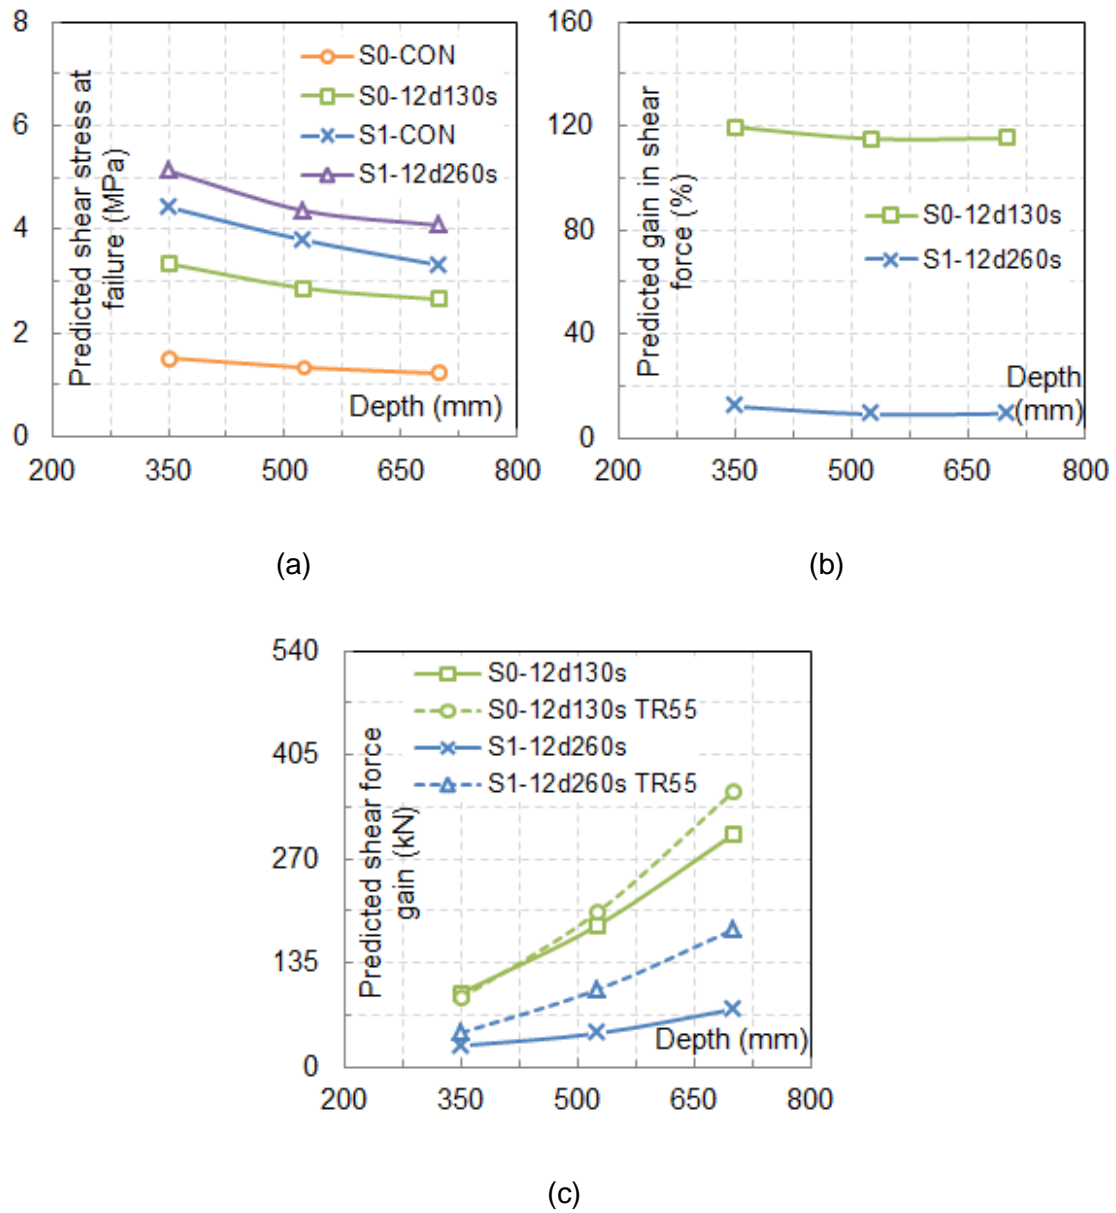 8
6
4
2
0
200
350
500
650
800
Predicted shear stress at
failure (MPa)
Depth (mm)
S0-CON
S0-12d130s
S1-CON
S1-12d260s
(a)
160
120
80
40
0
200
350
500
650
800
Predicted gain in shear
force (%)
Depth
(mm)
S0-12d130s
S1-12d260s
(b)
540
405
270
135
0
200
350
500
650
800
Predicted shear force
gain (kN)
Depth (mm)
S0-12d130s
S0-12d130s TR55
S1-12d260s
S1-12d260s TR55
(c)